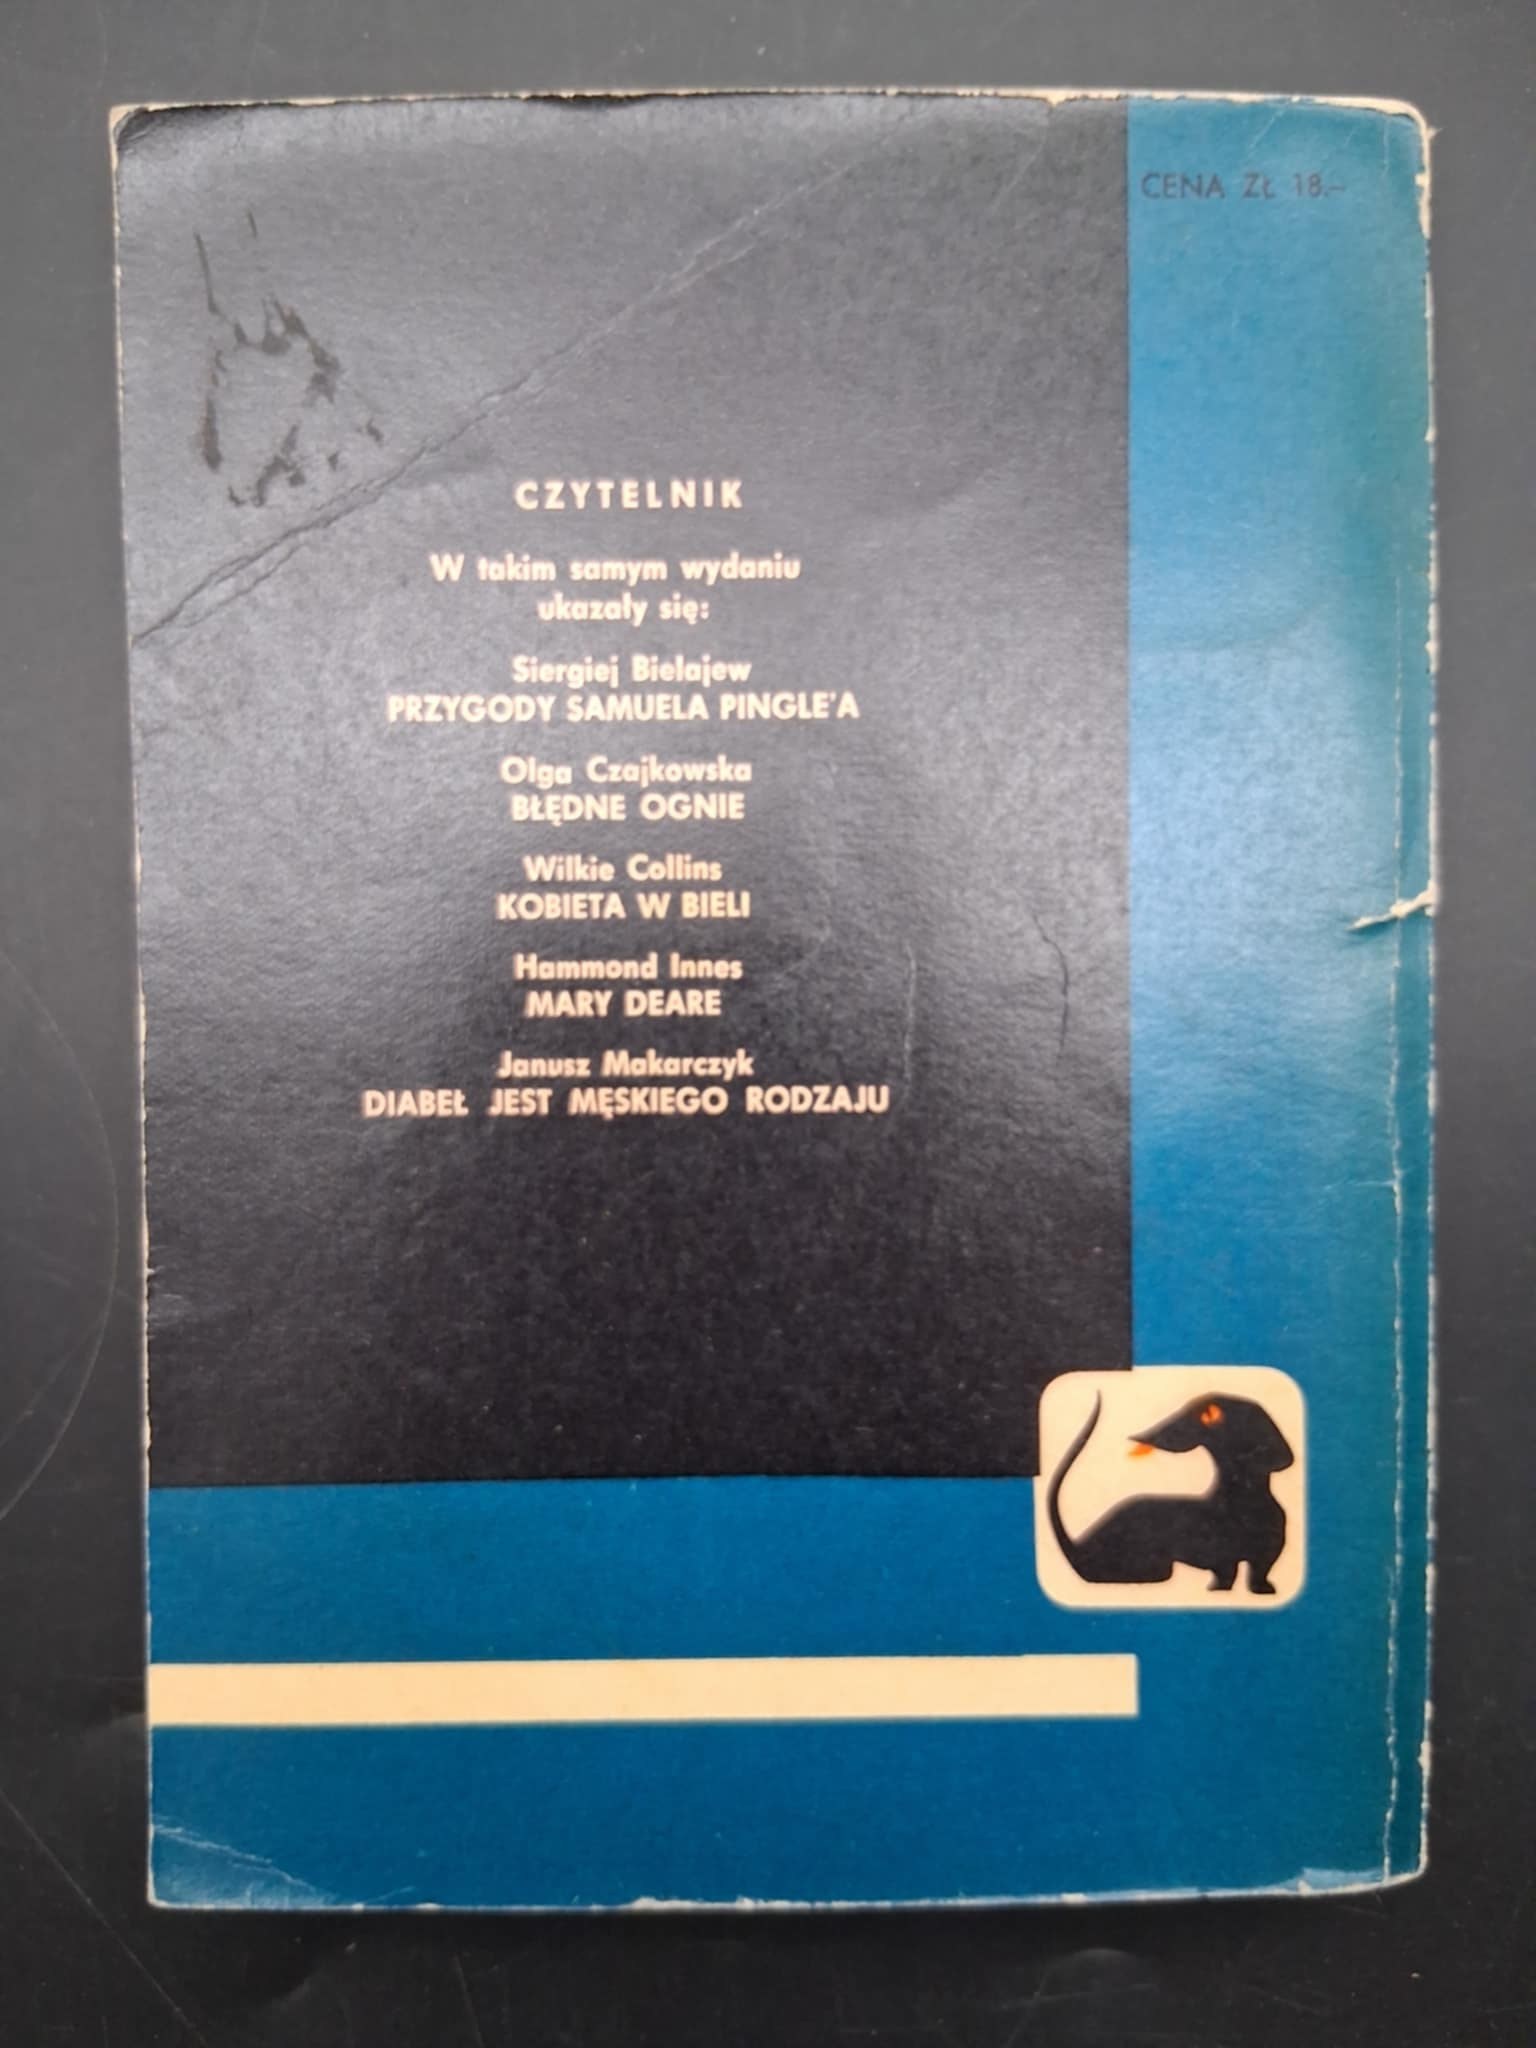 CENA ZŁ 18.–
CZYTELNIK
W takim samym wydaniu
ukazały się:
Siergiej Bielajew
PRZYGODY SAMUELA PINGLE'A
Olga Czajkowska
BŁĘDNE OGNIE
Wilkie Collins
KOBIETA W BIELI
Hammond Innes
MARY DEARE
Janusz Makarczyk
DIABEŁ JEST MĘSKIEGO RODZAJU